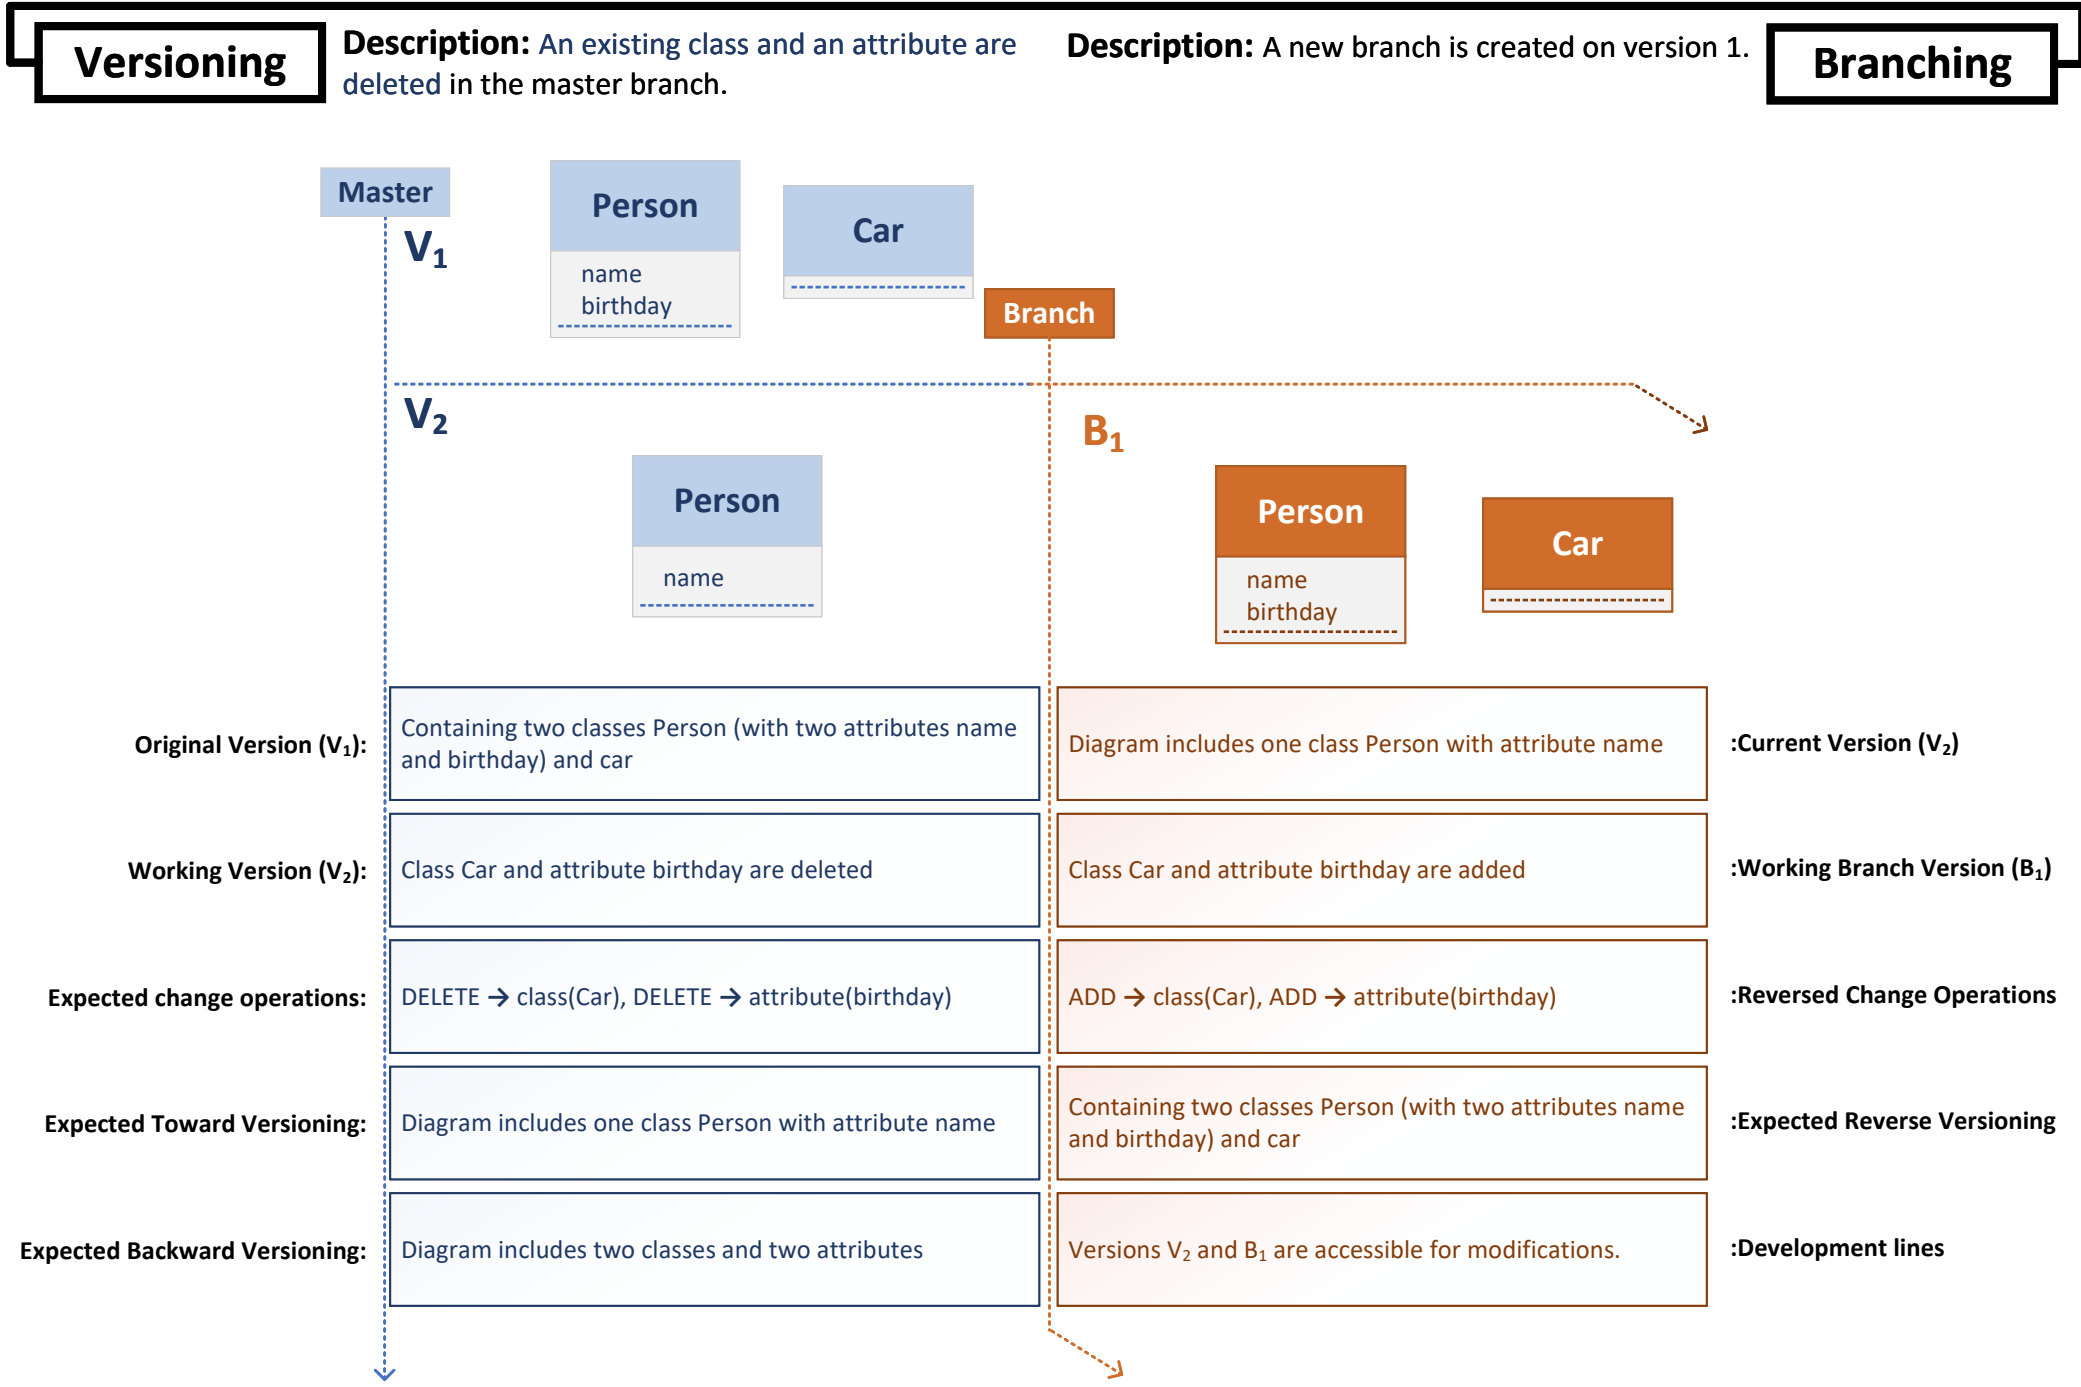 Versioning
Description: An existing class and an attribute are
deleted in the master branch.
Description: A new branch is created on version 1.
Branching
Master
V₁
Person
name
birthday
Car
Branch
V₂
Person
name
B₁
Person
name
birthday
Car
Original Version (V₁):
Containing two classes Person (with two attributes name
and birthday) and car
Diagram includes one class Person with attribute name
:Current Version (V₂)
Working Version (V₂):
Class Car and attribute birthday are deleted
Class Car and attribute birthday are added
:Working Branch Version (B₁)
Expected change operations:
DELETE → class(Car), DELETE → attribute(birthday)
ADD → class(Car), ADD → attribute(birthday)
:Reversed Change Operations
Expected Toward Versioning:
Diagram includes one class Person with attribute name
Containing two classes Person (with two attributes name
and birthday) and car
:Expected Reverse Versioning
Expected Backward Versioning:
Diagram includes two classes and two attributes
Versions V₂ and B₁ are accessible for modifications.
:Development lines